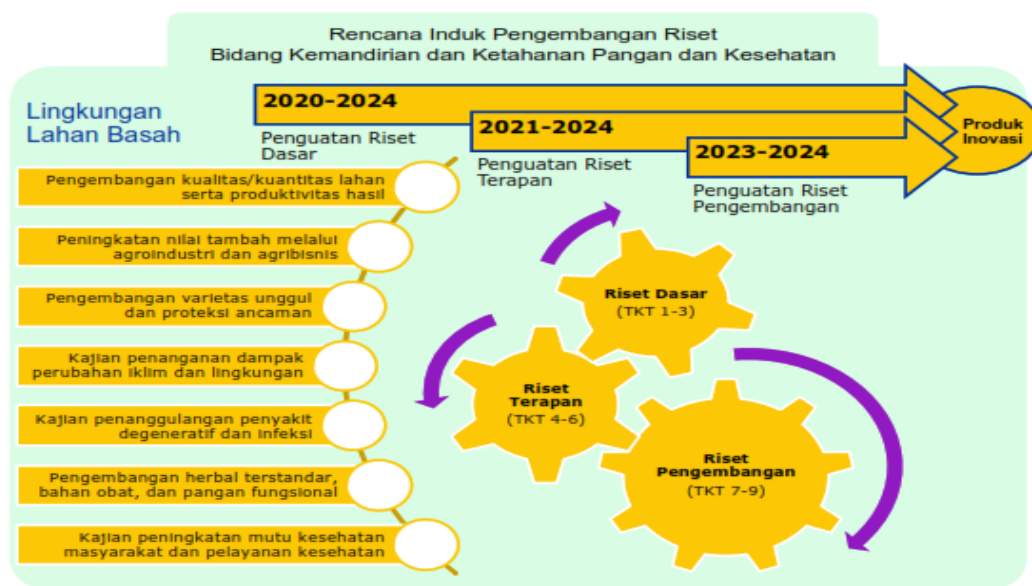 Rencana Induk Pengembangan Riset
Bidang Kemandirian dan Ketahanan Pangan dan Kesehatan
Lingkungan
Lahan Basah
2020-2024
Penguatan Riset
Dasar
2021-2024
Penguatan Riset
Terapan
2023-2024
Penguatan Riset
Pengembangan
Produk
Inovasi
Pengembangan kualitas/kuantitas lahan
serta produktivitas hasil
Peningkatan nilai tambah melalui
agroindustri dan agribisnis
Pengembangan varietas unggul
dan proteksi ancaman
Kajian penanganan dampak
perubahan iklim dan lingkungan
Kajian penanggulangan penyakit
degeneratif dan infeksi
Pengembangan herbal terstandar,
bahan obat, dan pangan fungsional
Kajian peningkatan mutu kesehatan
masyarakat dan pelayanan kesehatan
Riset Dasar
(TKT 1-3)
Riset
Terapan
(TKT 4-6)
Riset
Pengembangan
(TKT 7-9)